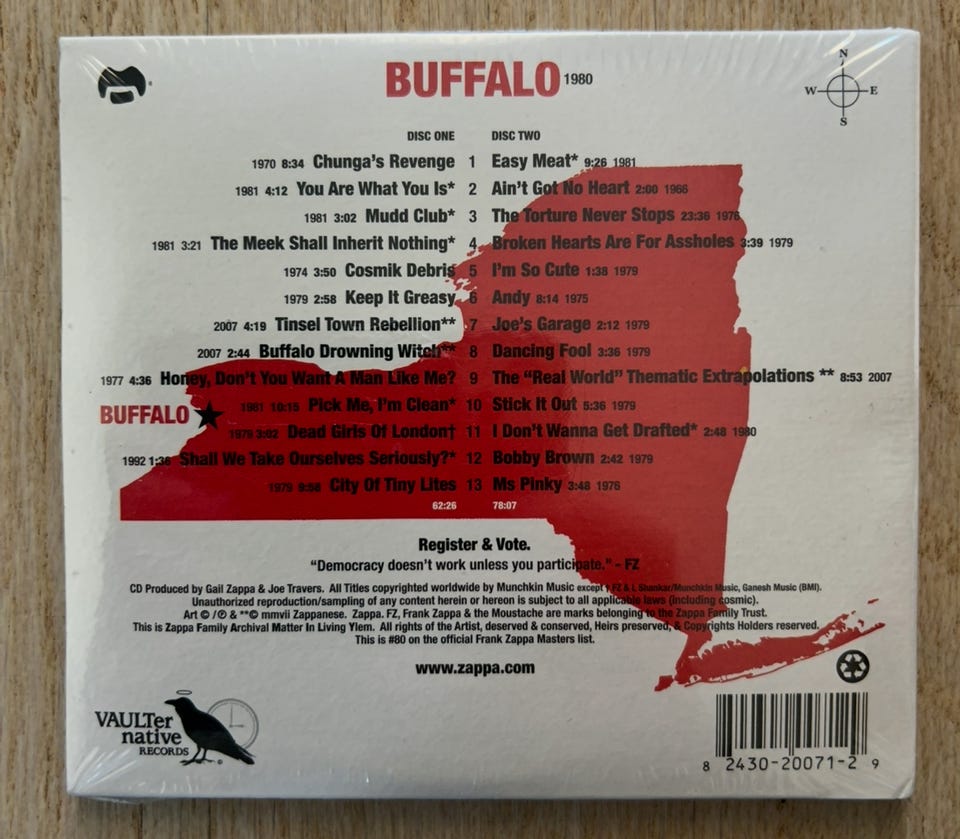 BUFFALO 1980
N
W E
S
DISC ONE DISC TWO
1970 8:34 Chunga's Revenge 1 Easy Meat* 9:26 1981
1981 4:12 You Are What You Is* 2 Ain't Got No Heart 2:00 1966
1981 3:02 Mudd Club* 3 The Torture Never Stops 23:36 1976
1981 3:21 The Meek Shall Inherit Nothing* 4 Broken Hearts Are For Assholes 3:39 1979
1974 3:50 Cosmik Debris 5 I'm So Cute 1:38 1979
1979 2:58 Keep It Greasy 6 Andy 8:14 1975
2007 4:19 Tinsel Town Rebellion** 7 Joe's Garage 2:12 1979
2007 2:44 Buffalo Drowning Witch** 8 Dancing Fool 3:36 1979
1977 4:36 Honey, Don't You Want A Man Like Me? 9 The "Real World" Thematic Extrapolations ** 8:53 2007
BUFFALO 1981 10:15 Pick Me, I'm Clean* 10 Stick It Out 5:36 1979
1979 3:02 Dead Girls Of London† 11 I Don't Wanna Get Drafted* 2:48 1980
1992 1:36 Shall We Take Ourselves Seriously?* 12 Bobby Brown 2:42 1979
1979 9:58 City Of Tiny Lites 13 Ms Pinky 3:48 1976
62:26 78:07
Register & Vote.
"Democracy doesn't work unless you participate." - FZ
CD Produced by Gail Zappa & Joe Travers. All Titles copyrighted worldwide by Munchkin Music except † FZ & L Shankar/Munchkin Music, Ganesh Music (BMI).
Unauthorized reproduction/sampling of any content herein or hereon is subject to all applicable laws (including cosmic).
Art © /℗ & **© mmvii Zappanese. Zappa. FZ, Frank Zappa & the Moustache are marks belonging to the Zappa Family Trust.
This is Zappa Family Archival Matter In Living Ylem. All rights of the Artist, deserved & conserved, Heirs preserved, & Copyrights Holders reserved.
This is #80 on the official Frank Zappa Masters list.
www.zappa.com
VAULTer
native
RECORDS
8 2430-20071-2 9